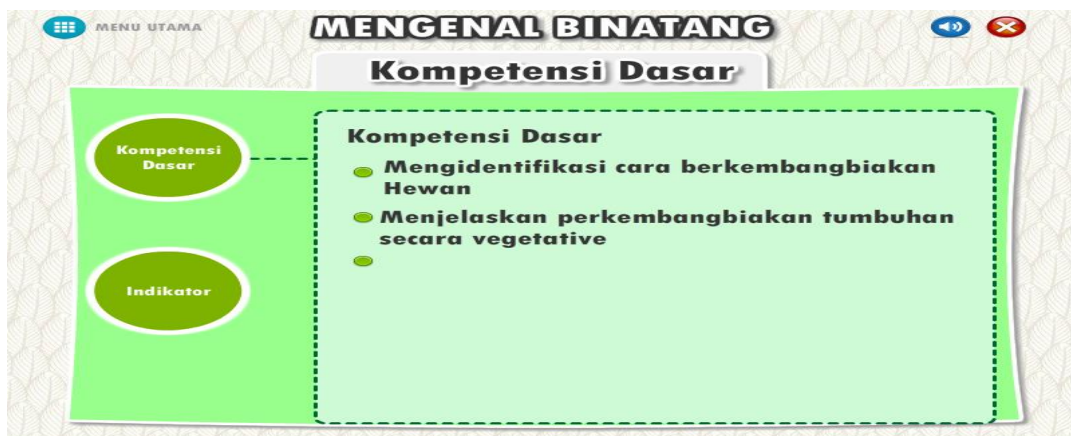 MENU UTAMA
MENGENAL BINATANG
Kompetensi Dasar
Kompetensi
Dasar
Indikator
Kompetensi Dasar
Mengidentifikasi cara berkembangbiakan
Hewan
Menjelaskan perkembangbiakan tumbuhan
secara vegetative